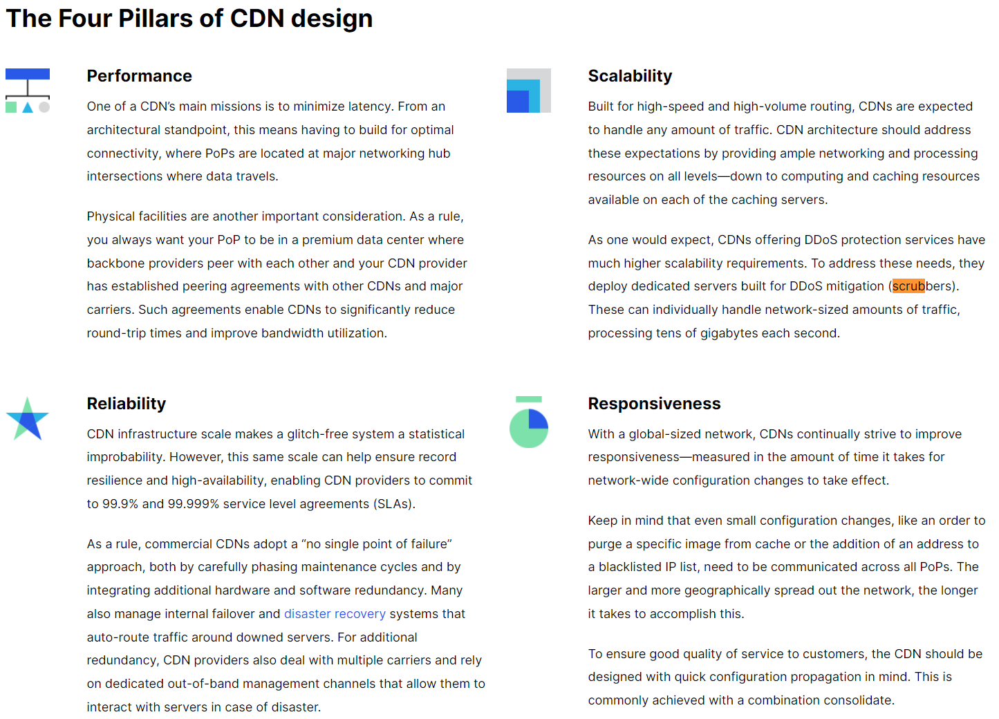 The Four Pillars of CDN design
Performance
One of a CDN’s main missions is to minimize latency. From an
architectural standpoint, this means having to build for optimal
connectivity, where PoPs are located at major networking hub
intersections where data travels.
Physical facilities are another important consideration. As a rule,
you always want your PoP to be in a premium data center where
backbone providers peer with each other and your CDN provider
has established peering agreements with other CDNs and major
carriers. Such agreements enable CDNs to significantly reduce
round-trip times and improve bandwidth utilization.
Scalability
Built for high-speed and high-volume routing, CDNs are expected
to handle any amount of traffic. CDN architecture should address
these expectations by providing ample networking and processing
resources on all levels—down to computing and caching resources
available on each of the caching servers.
As one would expect, CDNs offering DDoS protection services have
much higher scalability requirements. To address these needs, they
deploy dedicated servers built for DDoS mitigation (scrubbers).
These can individually handle network-sized amounts of traffic,
processing tens of gigabytes each second.
Reliability
CDN infrastructure scale makes a glitch-free system a statistical
improbability. However, this same scale can help ensure record
resilience and high-availability, enabling CDN providers to commit
to 99.9% and 99.999% service level agreements (SLAs).
As a rule, commercial CDNs adopt a “no single point of failure”
approach, both by carefully phasing maintenance cycles and by
integrating additional hardware and software redundancy. Many
also manage internal failover and disaster recovery systems that
auto-route traffic around downed servers. For additional
redundancy, CDN providers also deal with multiple carriers and rely
on dedicated out-of-band management channels that allow them to
interact with servers in case of disaster.
Responsiveness
With a global-sized network, CDNs continually strive to improve
responsiveness—measured in the amount of time it takes for
network-wide configuration changes to take effect.
Keep in mind that even small configuration changes, like an order to
purge a specific image from cache or the addition of an address to
a blacklisted IP list, need to be communicated across all PoPs. The
larger and more geographically spread out the network, the longer
it takes to accomplish this.
To ensure good quality of service to customers, the CDN should be
designed with quick configuration propagation in mind. This is
commonly achieved with a combination consolidate.